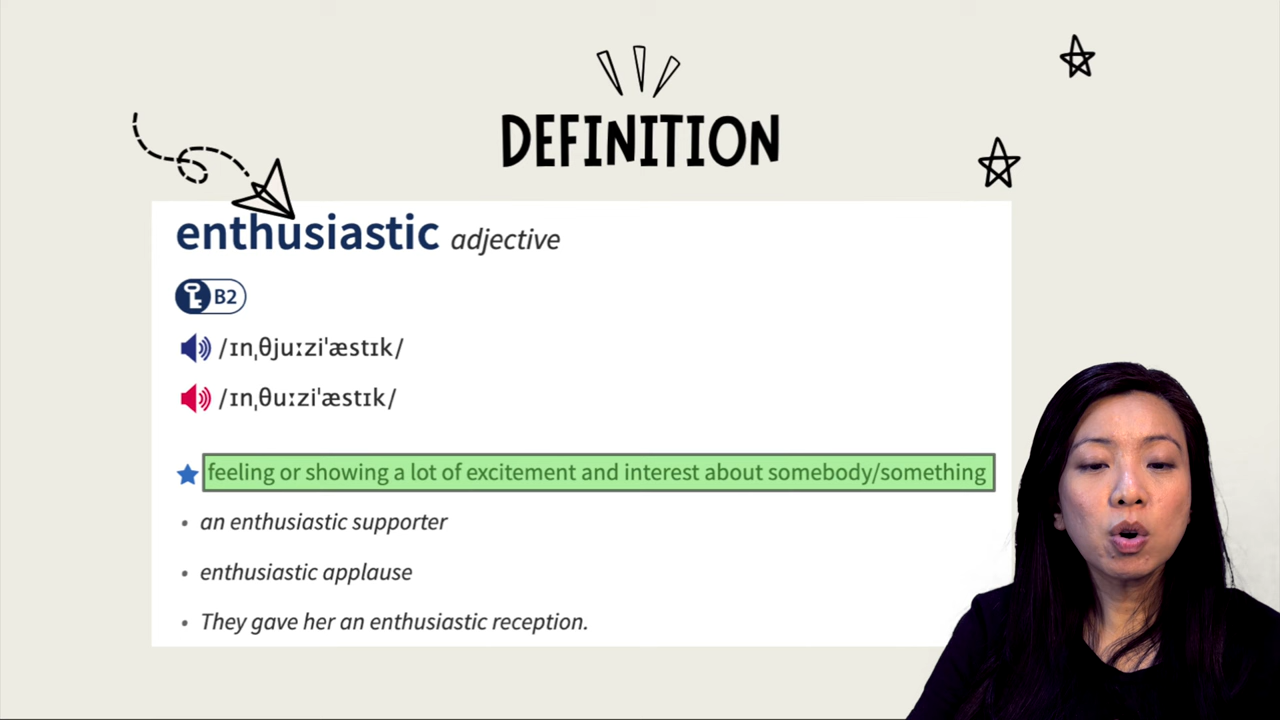 DEFINITION
enthusiastic adjective
B2
/ɪnˌθjuːziˈæstɪk/
/ɪnˌθuːziˈæstɪk/
feeling or showing a lot of excitement and interest about somebody/something
• an enthusiastic supporter
• enthusiastic applause
• They gave her an enthusiastic reception.